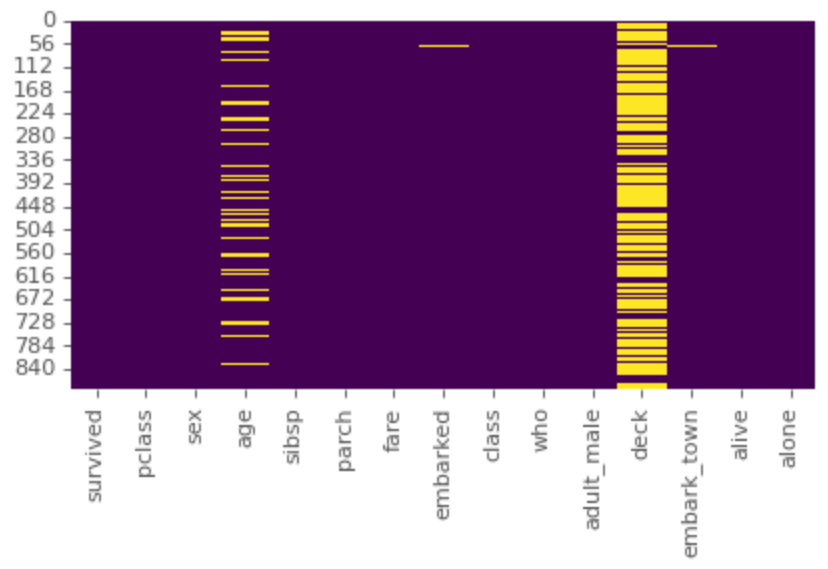 0
56
112
168
224
280
336
392
448
504
560
616
672
728
784
840
survived
pclass
sex
age
sibsp
parch
fare
embarked
class
who
adult_male
deck
embark_town
alive
alone